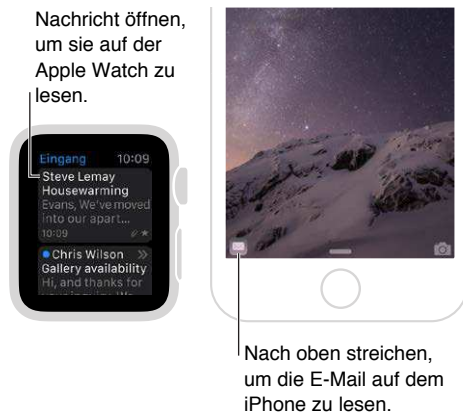 Nachricht öffnen,
um sie auf der
Apple Watch zu
lesen.
Eingang 10:09
Steve Lemay
Housewarming
Evans, We've moved
into our apart...
10:09
Chris Wilson
Gallery availability
Hi, and thanks for
Nach oben streichen,
um die E-Mail auf dem
iPhone zu lesen.